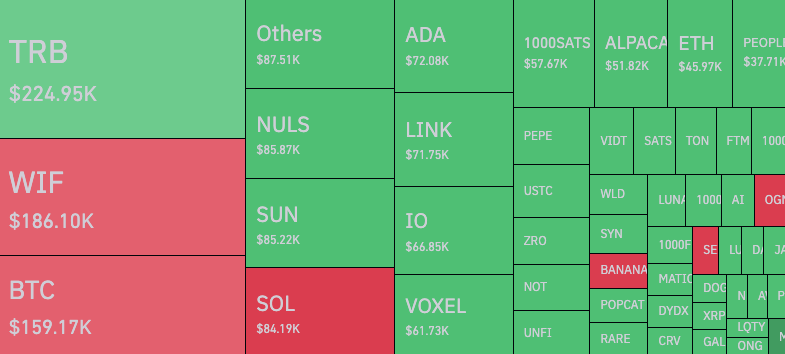 TRB
$224.95K
WIF
$186.10K
BTC
$159.17K
Others
$87.51K
NULS
$85.87K
SUN
$85.22K
SOL
$84.19K
ADA
$72.08K
LINK
$71.75K
IO
$66.85K
VOXEL
$61.73K
1000SATS
$57.67K
ALPACA
$51.82K
ETH
$45.97K
PEOPL
$37.71K
PEPE
USTC
ZRO
NOT
UNFI
VIDT
SATS
TON
FTM
1000
WLD
SYN
BANANA
POPCAT
RARE
LUNA
1000
AI
OGN
1000F
MATIC
DYDX
CRV
SE
LU
DA
JA
DOG
XRP
GAL
N
A
P
LQTY
ONG